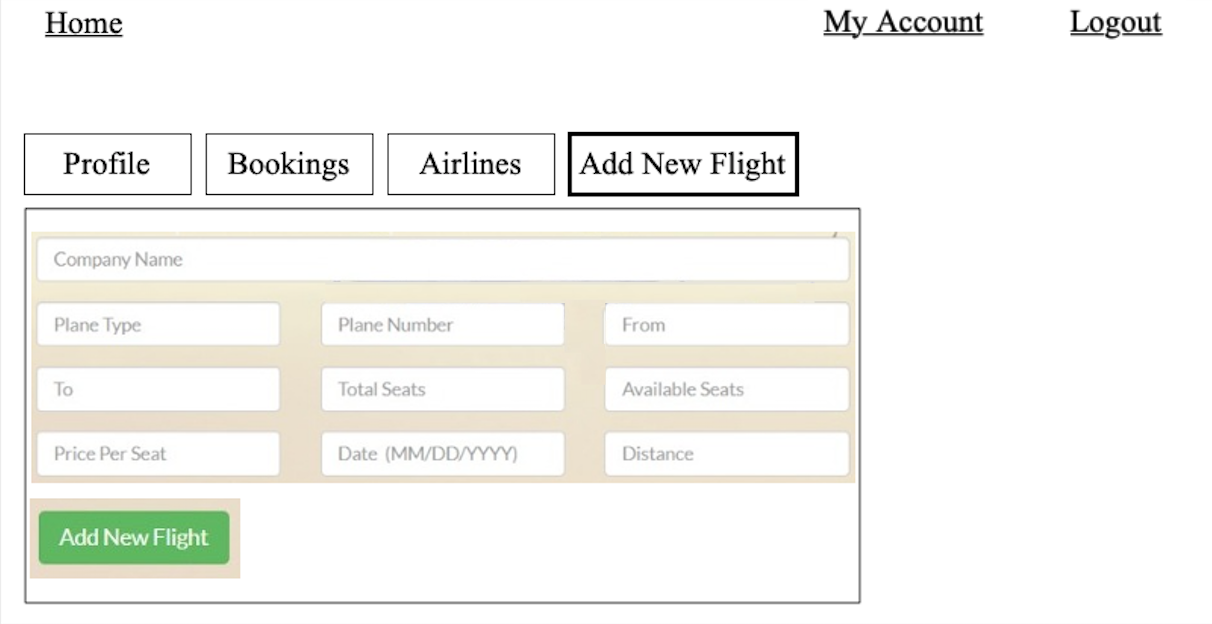 Home My Account Logout
Profile Bookings Airlines Add New Flight
Company Name
Plane Type Plane Number From
To Total Seats Available Seats
Price Per Seat Date (MM/DD/YYYY) Distance
Add New Flight